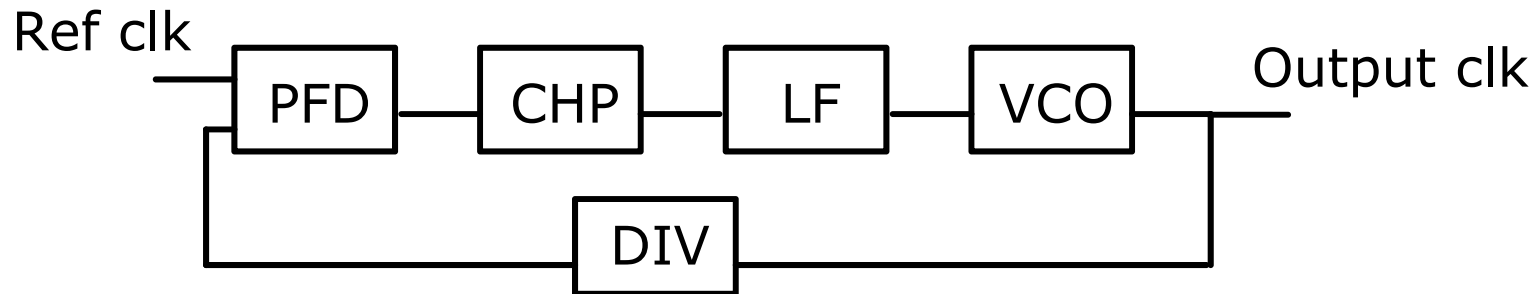 Ref clk
PFD
CHP
LF
VCO
Output clk
DIV